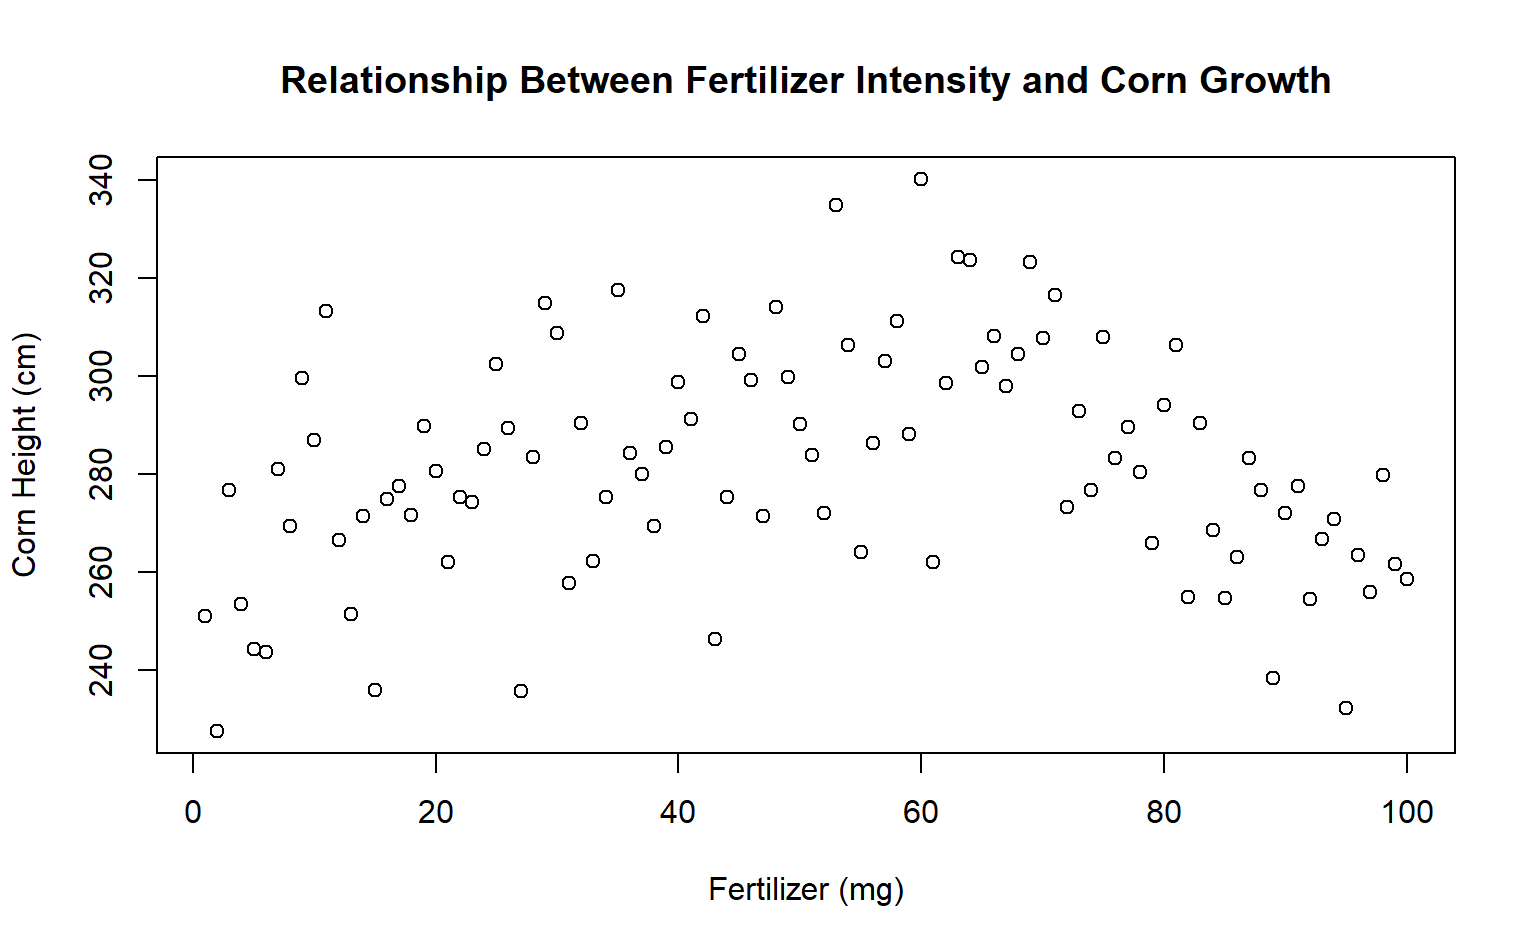 Relationship Between Fertilizer Intensity and Corn Growth
Corn Height (cm)
340
320
300
280
260
240
0 20 40 60 80 100
Fertilizer (mg)